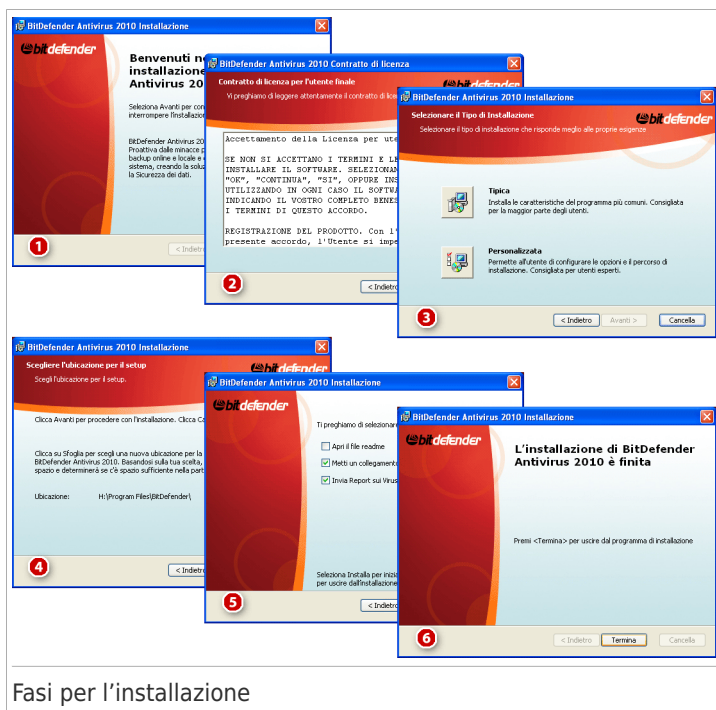 BitDefender Antivirus 2010 Installazione
bitdefender
Benvenuti
installazione
Antivirus 20
Seleziona Avanti per
interrompere l'installazion
BitDefender Antivirus 20
Proattiva dalle minacce
backup online e locale e
sistema, creando la
la Sicurezza dei dati.
1
< Indietro
BitDefender Antivirus 2010 Contratto di licenza
bitdefender
Contratto di licenza per l'utente finale
Vi preghiamo di leggere attentamente il contratto di
Accettamento della Licenza per
SE NON SI ACCETTANO I TERMINI E
INSTALLARE IL SOFTWARE. SELEZIONAN
"OK", "CONTINUA", "SI", OPPURE INS
UTILIZZANDO IN OGNI CASO IL SOFTWA
INDICANDO IL VOSTRO COMPLETO BENES
I TERMINI DI QUESTO ACCORDO.
REGISTRAZIONE DEL PRODOTTO. Con l'
presente accordo, l'Utente si impe
2
< Indietro
BitDefender Antivirus 2010 Installazione
Selezionare il Tipo di Installazione
bitdefender
Selezionare il tipo di installazione che risponde meglio alle proprie esigenze
Tipica
Installa le caratteristiche del programma più comuni. Consigliata
per la maggior parte degli utenti.
Personalizzata
Permette all'utente di configurare le opzioni e il percorso di
installazione. Consigliata per utenti esperti.
3
< Indietro
Avanti >
Cancella
BitDefender Antivirus 2010 Installazione
Scegliere l'ubicazione per il setup
bitdefender
Scegli l'ubicazione per il setup.
Clicca Avanti per procedere con l'installazione. Clicca
Clicca su Sfoglia per scegli una nuova ubicazione per la
BitDefender Antivirus 2010. Basandosi sulla tua scelta,
spazio e determinerà se c'è spazio sufficiente nella
Ubicazione: H:\Program Files\BitDefender\
4
< Indietro
BitDefender Antivirus 2010 Installazione
bitdefender
Ti preghiamo di selezionar
Apri il file readme
Metti un collegamento
Invia Report sui Virus
Seleziona Installa per
per uscire dall'installazione
5
< Indietro
BitDefender Antivirus 2010 Installazione
bitdefender
L'installazione di BitDefender
Antivirus 2010 è finita
Premi <Termina> per uscire dal programma di installazione
6
< Indietro
Termina
Cancella
Fasi per l'installazione